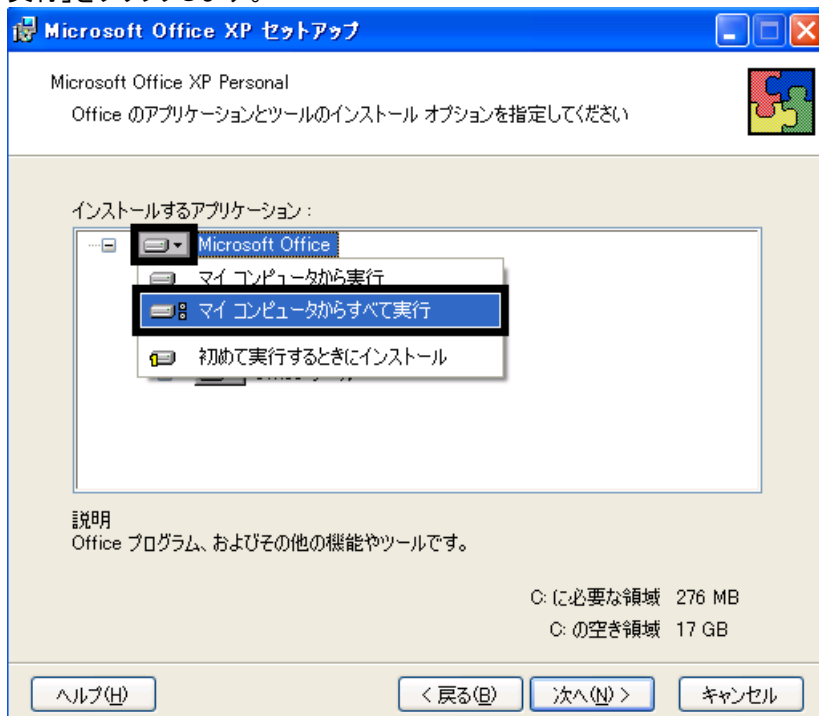 Microsoft Office XP セットアップ
Microsoft Office XP Personal
Office のアプリケーションとツールのインストール オプションを指定してください
インストールするアプリケーション :
Microsoft Office
マイ コンピュータから実行
マイ コンピュータからすべて実行
初めて実行するときにインストール
説明
Office プログラム、およびその他の機能やツールです。
C: に必要な領域 276 MB
C: の空き領域 17 GB
ヘルプ(H)
< 戻る(B)
次へ(N) >
キャンセル